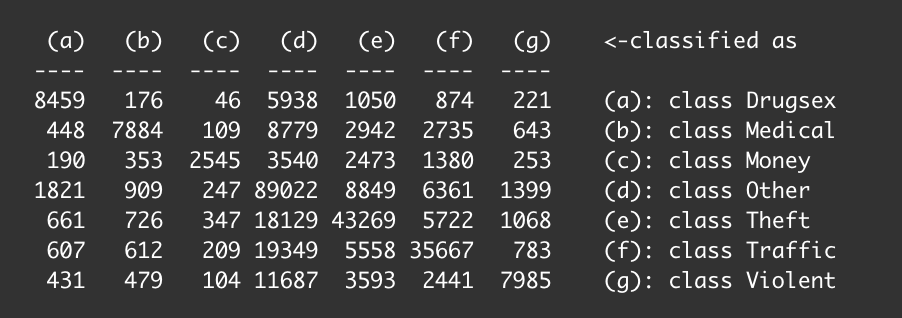 (a) (b) (c) (d) (e) (f) (g) <-classified as
---- ---- ---- ---- ---- ---- ----
8459 176 46 5938 1050 874 221 (a): class Drugsex
448 7884 109 8779 2942 2735 643 (b): class Medical
190 353 2545 3540 2473 1380 253 (c): class Money
1821 909 247 89022 8849 6361 1399 (d): class Other
661 726 347 18129 43269 5722 1068 (e): class Theft
607 612 209 19349 5558 35667 783 (f): class Traffic
431 479 104 11687 3593 2441 7985 (g): class Violent